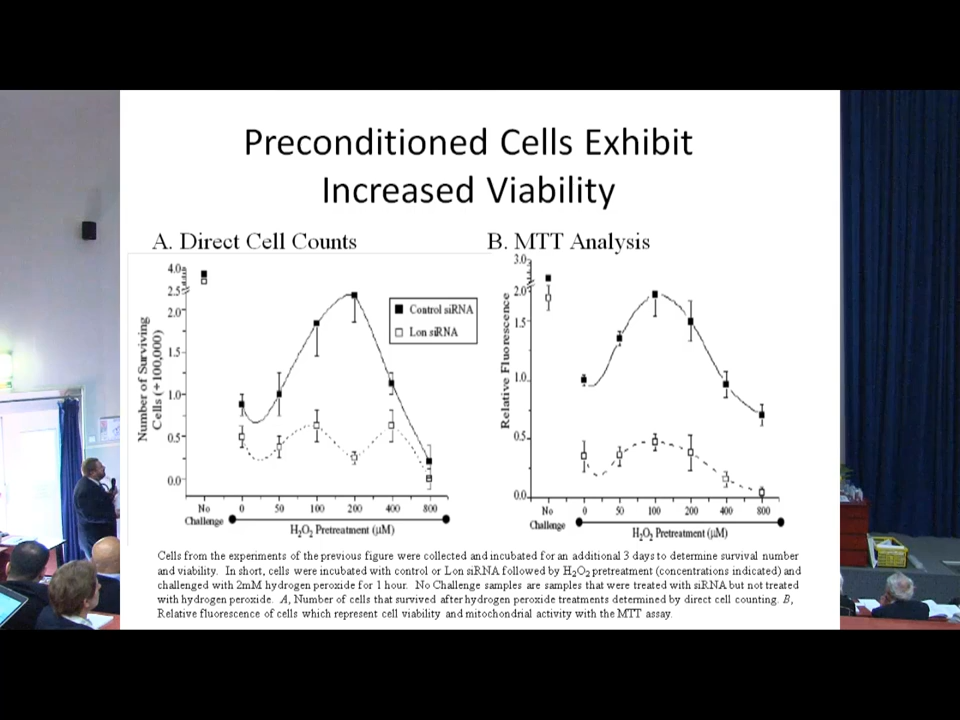 Preconditioned Cells Exhibit
Increased Viability
A. Direct Cell Counts
4.0
2.5
2.0
1.5
1.0
0.5
0.0
Number of Surviving
Cells (÷100,000)
Control siRNA
Lon siRNA
No
Challenge
0
50
100
200
400
800
H₂O₂ Pretreatment (µM)
B. MTT Analysis
3.0
2.0
1.5
1.0
0.5
0.0
Relative Fluorescence
No
Challenge
0
50
100
200
400
800
H₂O₂ Pretreatment (µM)
Cells from the experiments of the previous figure were collected and incubated for an additional 3 days to determine survival number
and viability. In short, cells were incubated with control or Lon siRNA followed by H₂O₂ pretreatment (concentrations indicated) and
challenged with 2mM hydrogen peroxide for 1 hour. No Challenge samples are samples that were treated with siRNA but not treated
with hydrogen peroxide. A, Number of cells that survived after hydrogen peroxide treatments determined by direct cell counting. B,
Relative fluorescence of cells which represent cell viability and mitochondrial activity with the MTT assay.